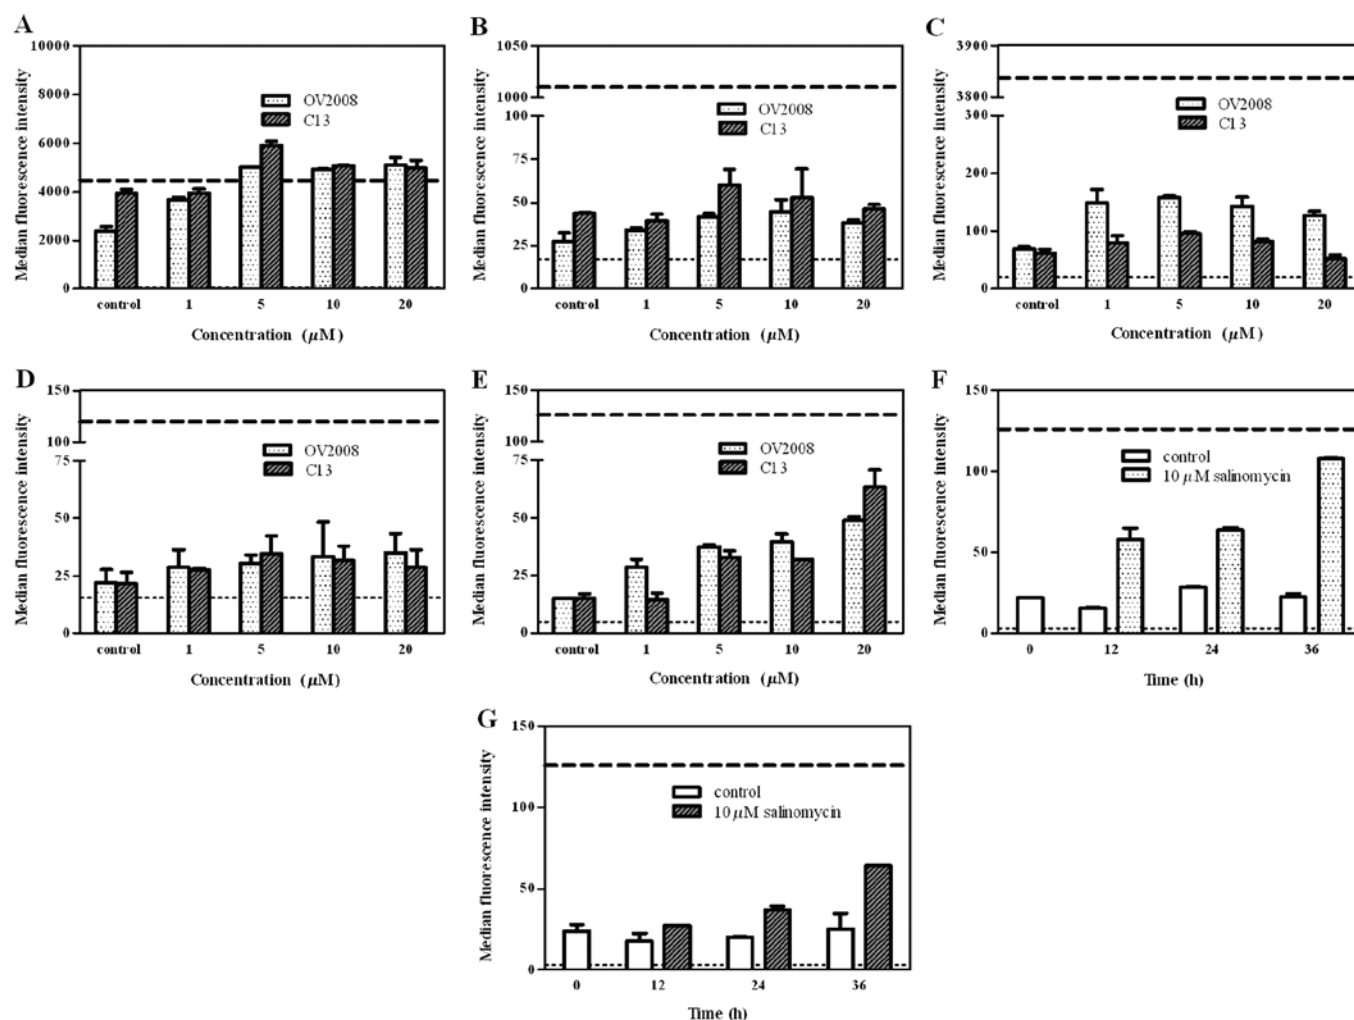 A
Median fluorescence intensity
10000
8000
6000
4000
2000
0
OV2008
C13
control 1 5 10 20
Concentration (µM)
B
Median fluorescence intensity
1050
1000
100
75
50
25
0
OV2008
C13
control 1 5 10 20
Concentration (µM)
C
Median fluorescence intensity
3900
3800
300
200
100
0
OV2008
C13
control 1 5 10 20
Concentration (µM)
D
Median fluorescence intensity
150
100
75
50
25
0
OV2008
C13
control 1 5 10 20
Concentration (µM)
E
Median fluorescence intensity
150
100
75
50
25
0
OV2008
C13
control 1 5 10 20
Concentration (µM)
F
Median fluorescence intensity
150
100
50
0
control
10 µM salinomycin
0 12 24 36
Time (h)
G
Median fluorescence intensity
150
100
50
0
control
10 µM salinomycin
0 12 24 36
Time (h)